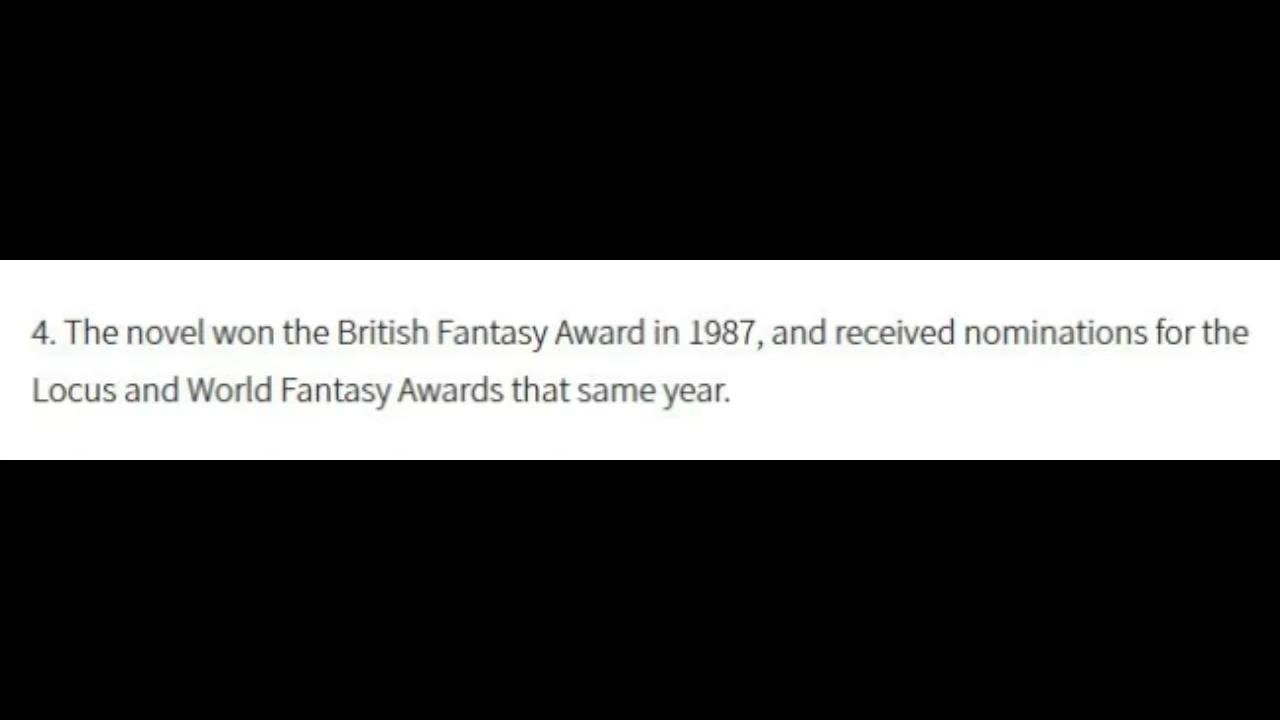 4. The novel won the British Fantasy Award in 1987, and received nominations for the
Locus and World Fantasy Awards that same year.